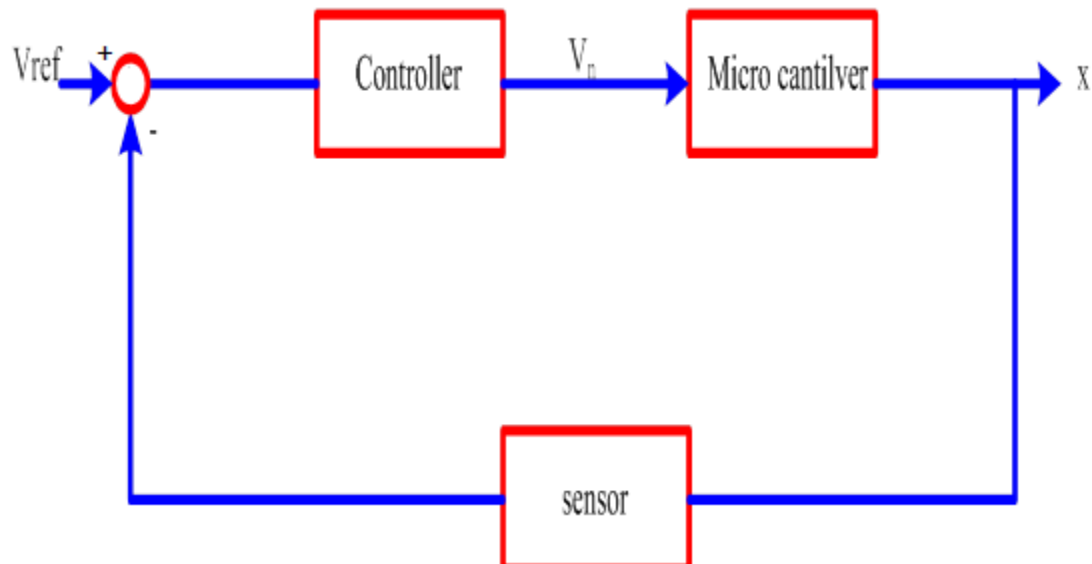 Vref
+
-
Controller
Vn
Micro cantilver
x
sensor